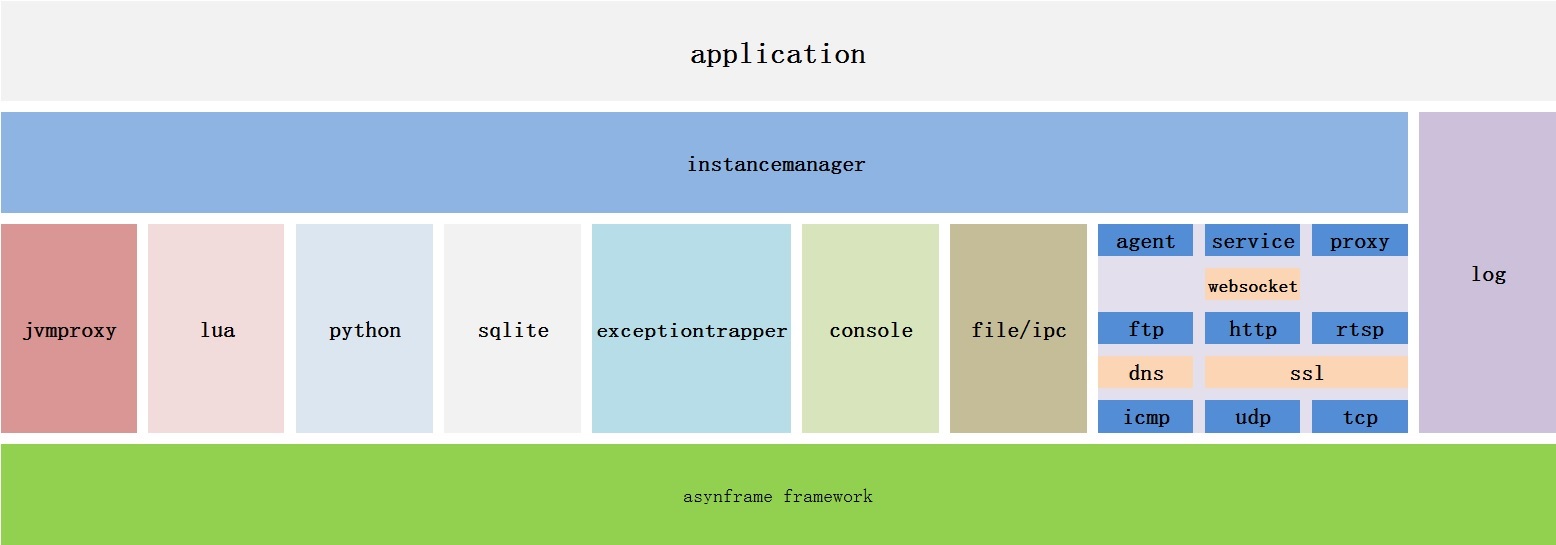 application
instancemanager
log
jvmproxy
lua
python
sqlite
exceptiontrapper
console
file/ipc
agent
service
proxy
websocket
ftp
http
rtsp
dns
ssl
icmp
udp
tcp
asynframe framework